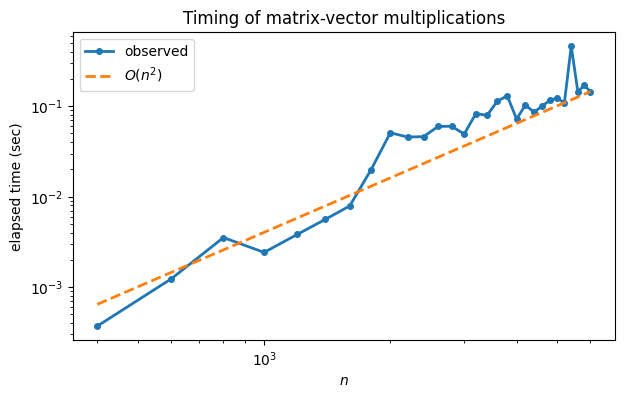 Timing of matrix-vector multiplications
observed
O(n²)
elapsed time (sec)
10⁻¹
10⁻²
10⁻³
10³
n